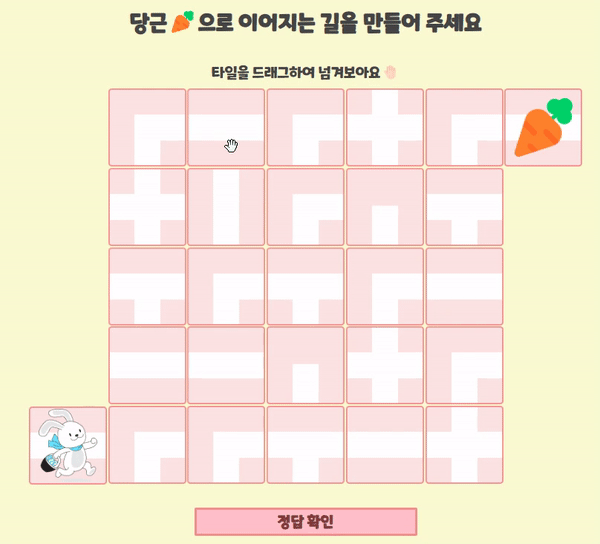 당근 🥕 으로 이어지는 길을 만들어 주세요
타일을 드래그하여 넘겨보아요 🤚
정답 확인